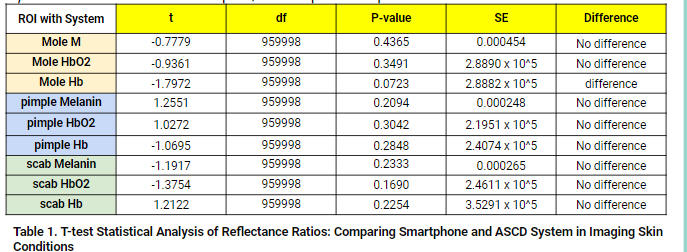 ROI with System t df P-value SE Difference
Mole M -0.7779 959998 0.4365 0.000454 No difference
Mole HbO2 -0.9361 959998 0.3491 2.8890 x 10^5 No difference
Mole Hb -1.7972 959998 0.0723 2.8882 x 10^5 difference
pimple Melanin 1.2551 959998 0.2094 0.000248 No difference
pimple HbO2 1.0272 959998 0.3042 2.1951 x 10^5 No difference
pimple Hb -1.0695 959998 0.2848 2.4074 x 10^5 No difference
scab Melanin -1.1917 959998 0.2333 0.000265 No difference
scab HbO2 -1.3754 959998 0.1690 2.4611 x 10^5 No difference
scab Hb 1.2122 959998 0.2254 3.5291 x 10^5 No difference
Table 1. T-test Statistical Analysis of Reflectance Ratios: Comparing Smartphone and ASCD System in Imaging Skin
Conditions